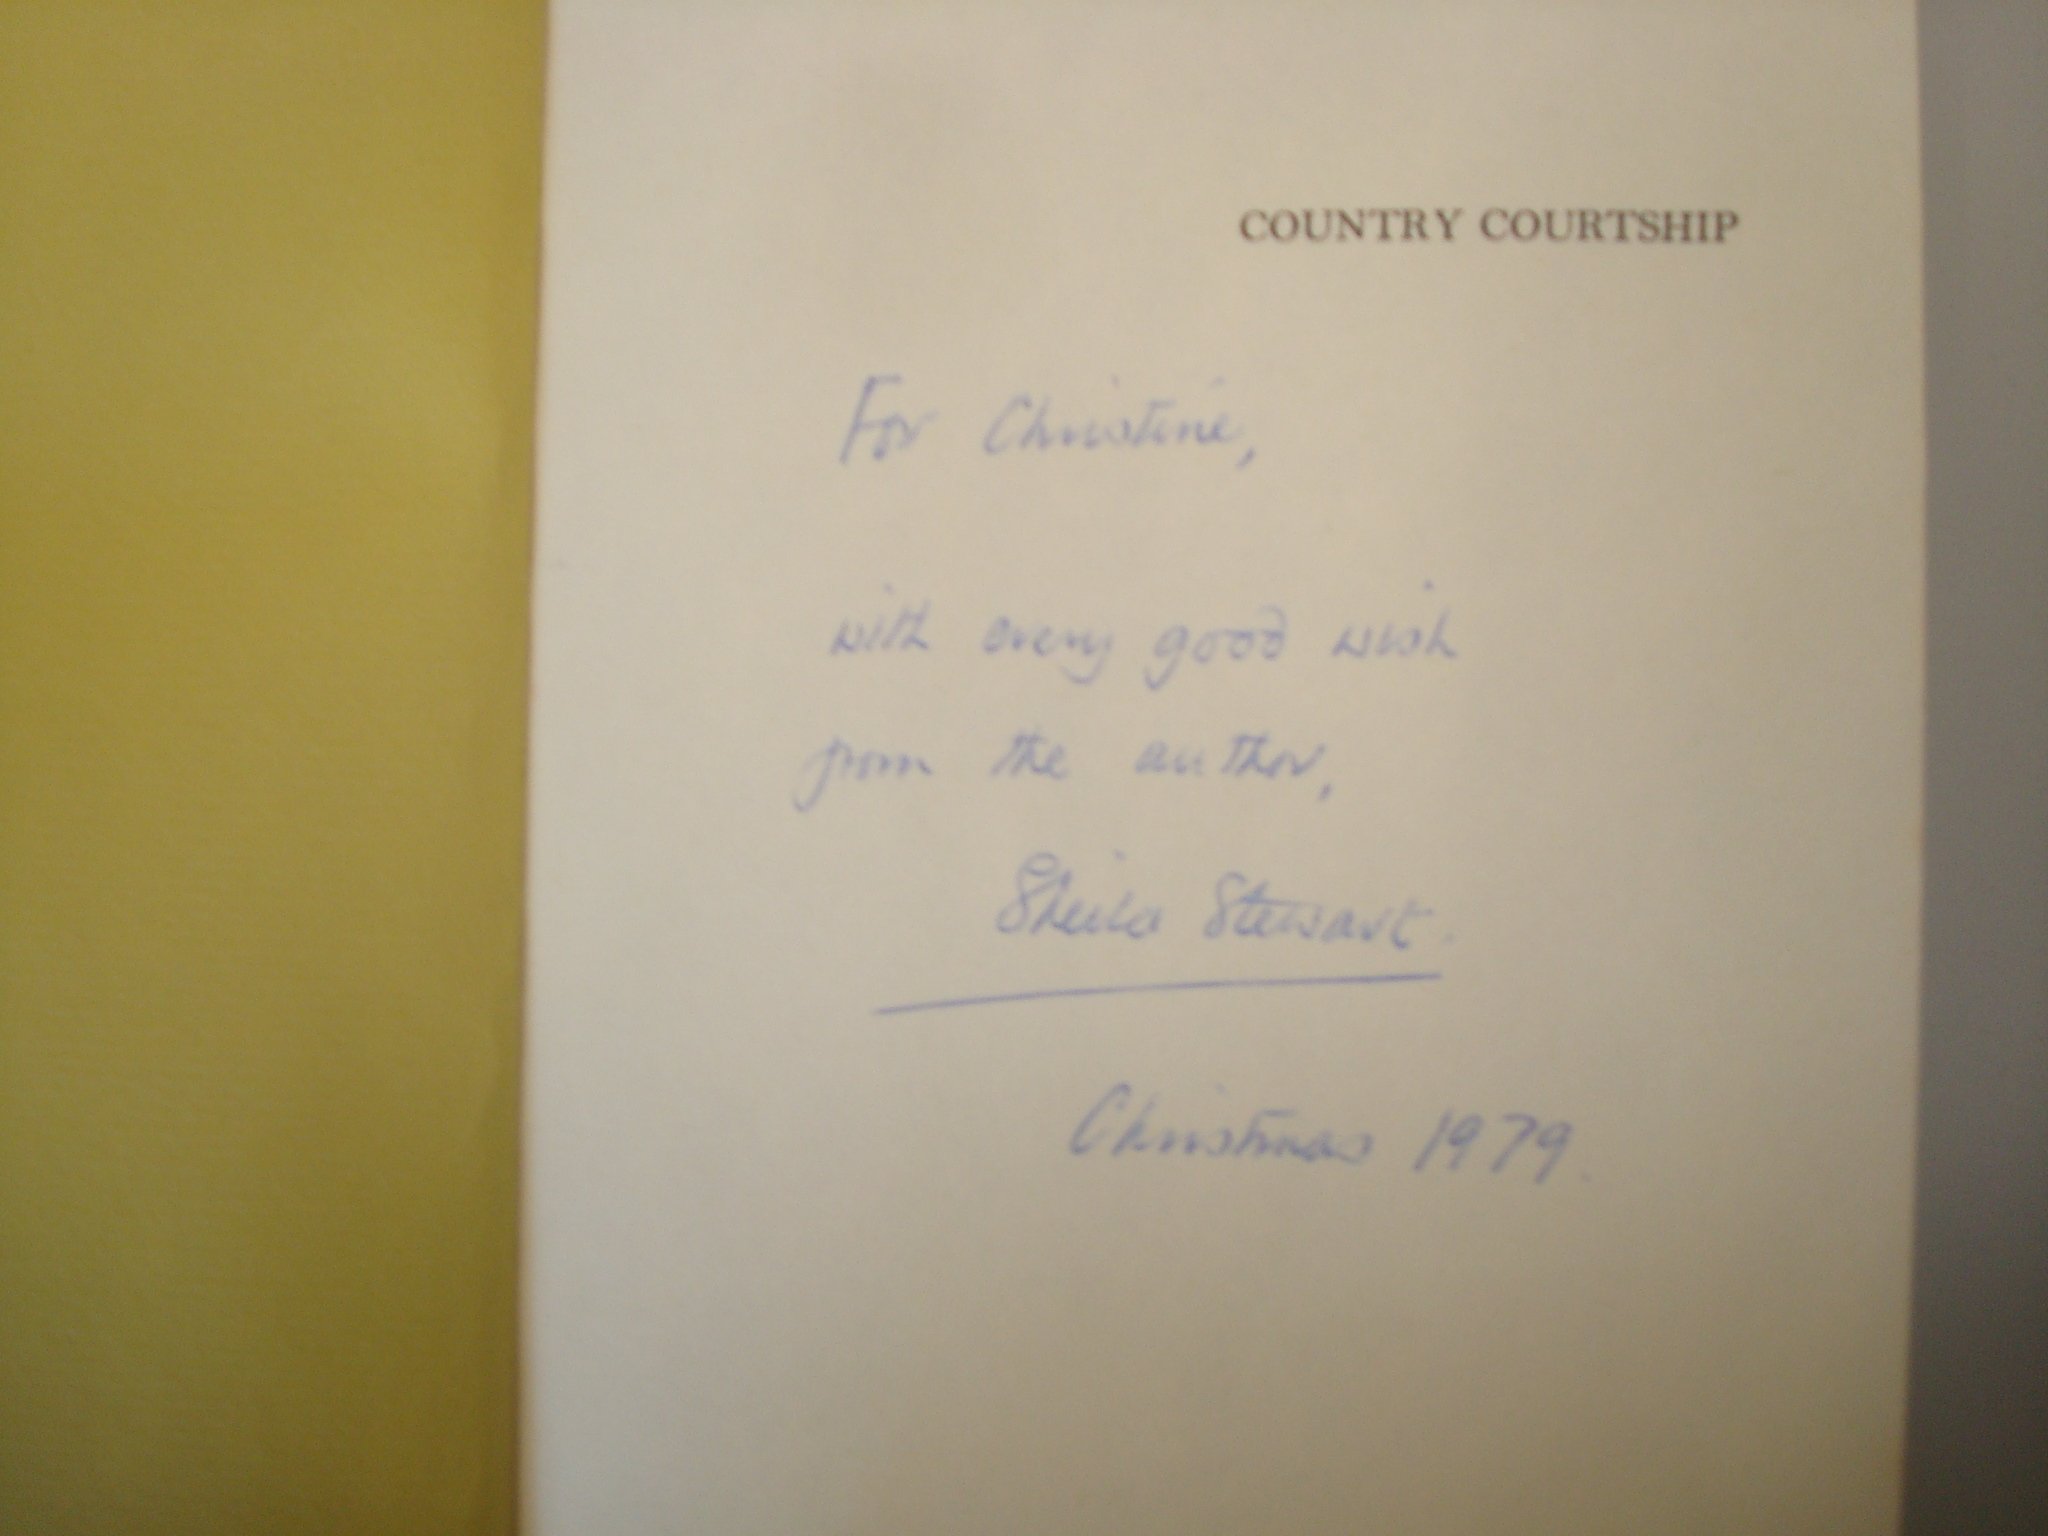 COUNTRY COURTSHIP
For Christine,
with every good wish
from the author,
Sheila Stewart.
Christmas 1979.